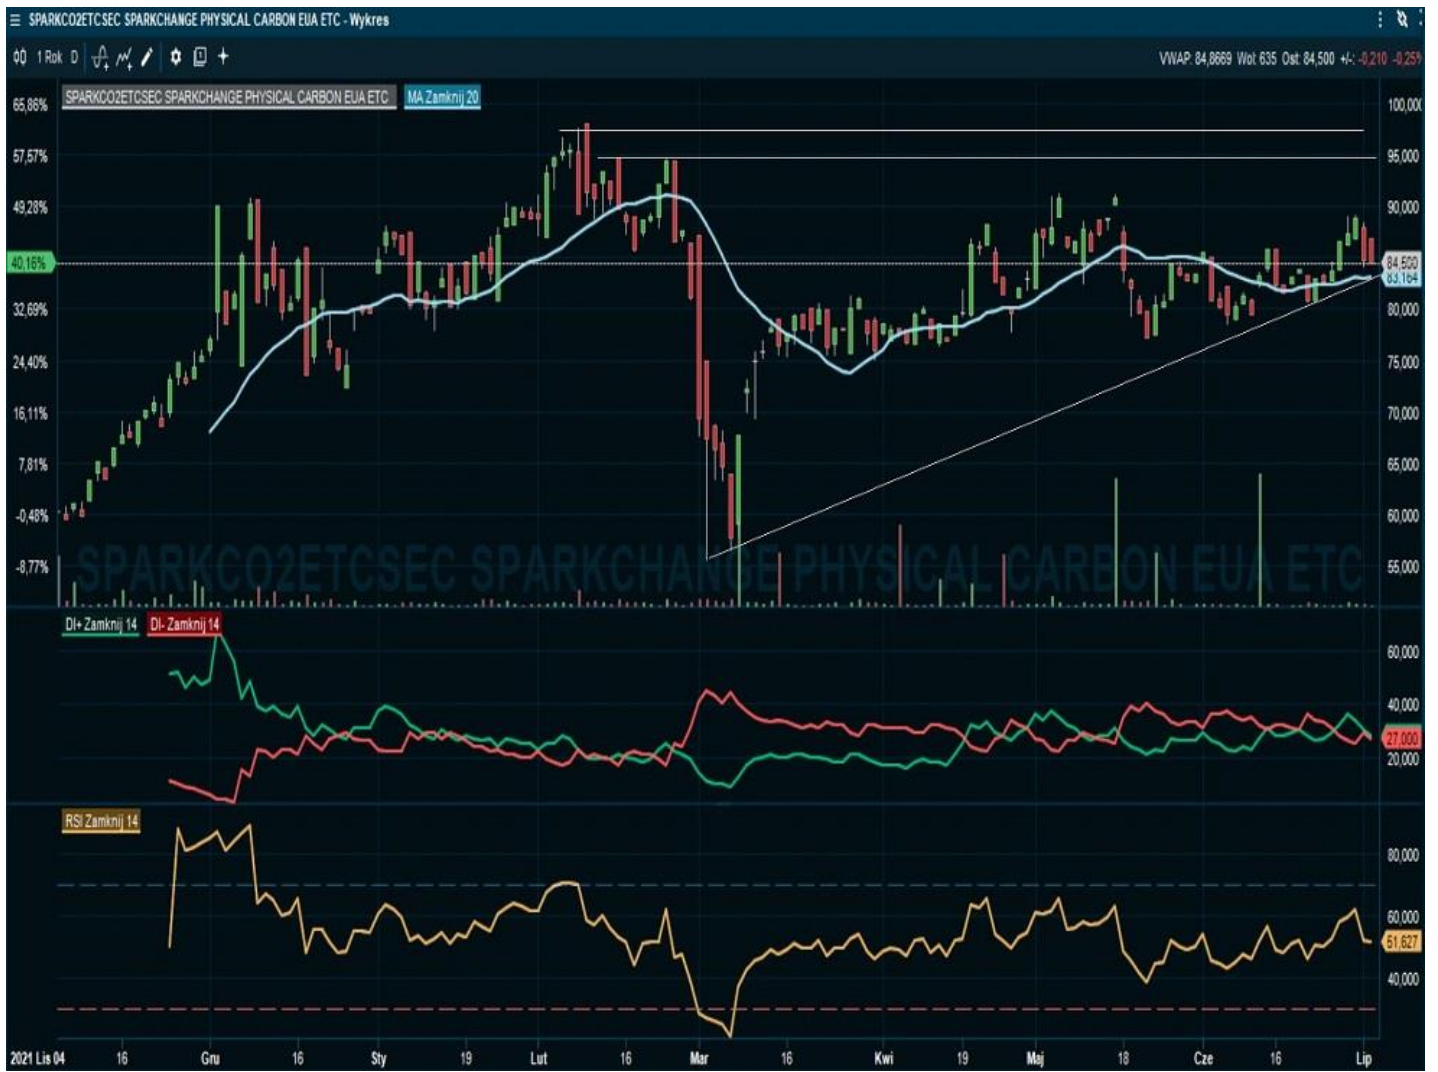 SPARKCO2ETCSEC SPARKCHANGE PHYSICAL CARBON EUA ETC - Wykres
1 Rok D
VWAP: 84,8669 Wol: 635 Ost: 84,500 +/-: -0,210 -0,25%
SPARKCO2ETCSEC SPARKCHANGE PHYSICAL CARBON EUA ETC MA Zamknij 20
65,86% 100,000
57,57% 95,000
49,28% 90,000
40,16% 84,500
83,164
32,69% 80,000
24,40% 75,000
16,11% 70,000
7,81% 65,000
-0,48% 60,000
-8,77% 55,000
SPARKCO2ETCSEC SPARKCHANGE PHYSICAL CARBON EUA ETC
DI+ Zamknij 14 DI- Zamknij 14
60,000
40,000
27,000
20,000
RSI Zamknij 14
80,000
60,000
51,627
40,000
2021 Lis 04 16 Gru 16 Sty 19 Lut 16 Mar 16 Kwi 19 Maj 18 Cze 16 Lip